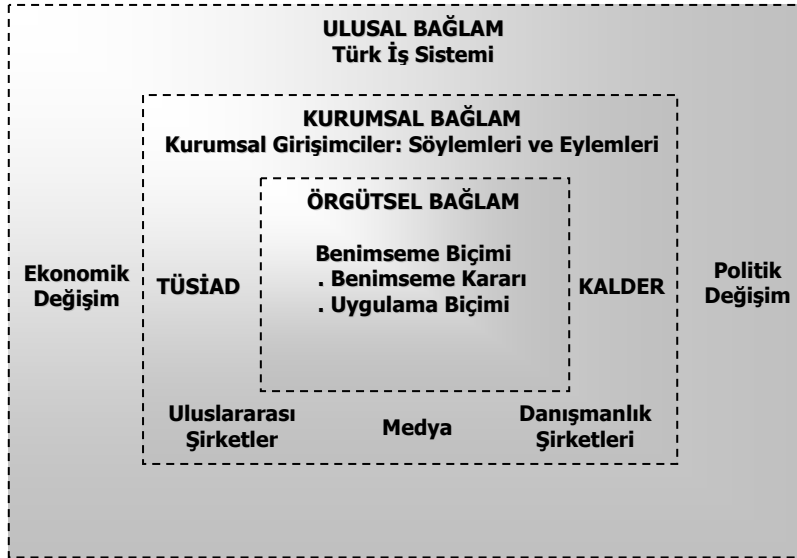 ULUSAL BAĞLAM
Türk İş Sistemi
KURUMSAL BAĞLAM
Kurumsal Girişimciler: Söylemleri ve Eylemleri
ÖRGÜTSEL BAĞLAM
Benimseme Biçimi
. Benimseme Kararı
. Uygulama Biçimi
Ekonomik
Değişim
TÜSİAD
KALDER
Politik
Değişim
Uluslararası
Şirketler
Medya
Danışmanlık
Şirketleri